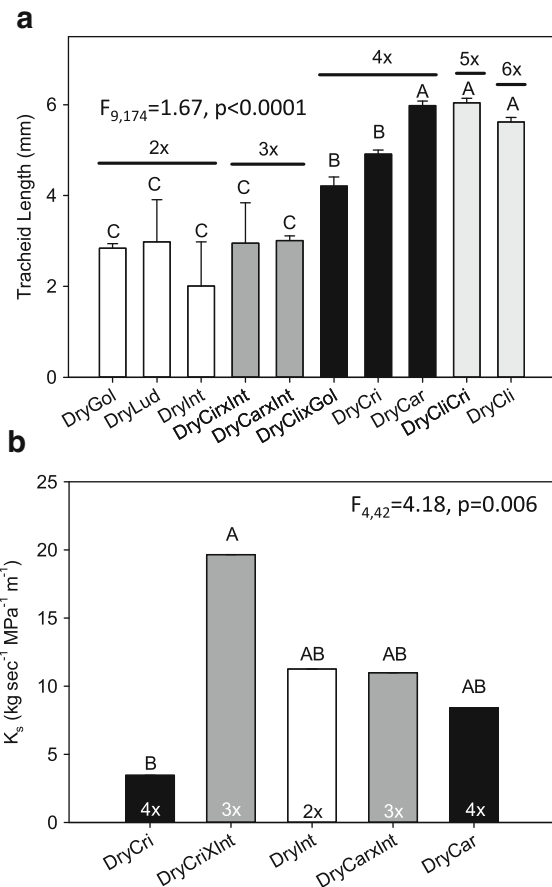 a
Tracheid Length (mm)
6
4
2
0
F9,174=1.67, p<0.0001
2x
3x
4x
5x
6x
C
C
C
C
C
B
B
A
A
A
DryGol
DryLud
DryInt
DryCirxInt
DryCarxInt
DryClixGol
DryCri
DryCar
DryCliCri
DryCli
b
Ks (kg sec-1 MPa-1 m-1)
25
20
15
10
5
0
F4,42=4.18, p=0.006
B
A
AB
AB
AB
4x
3x
2x
3x
4x
DryCri
DryCriXInt
DryInt
DryCarxInt
DryCar